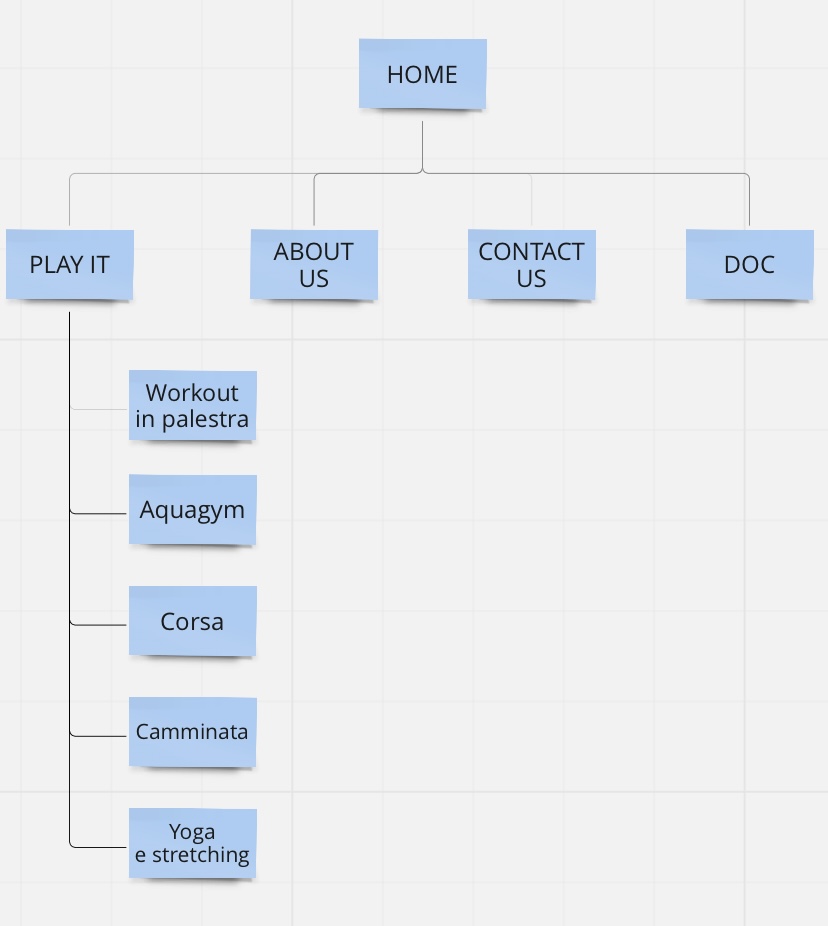 HOME
PLAY IT
ABOUT
US
CONTACT
US
DOC
Workout
in palestra
Aquagym
Corsa
Camminata
Yoga
e stretching